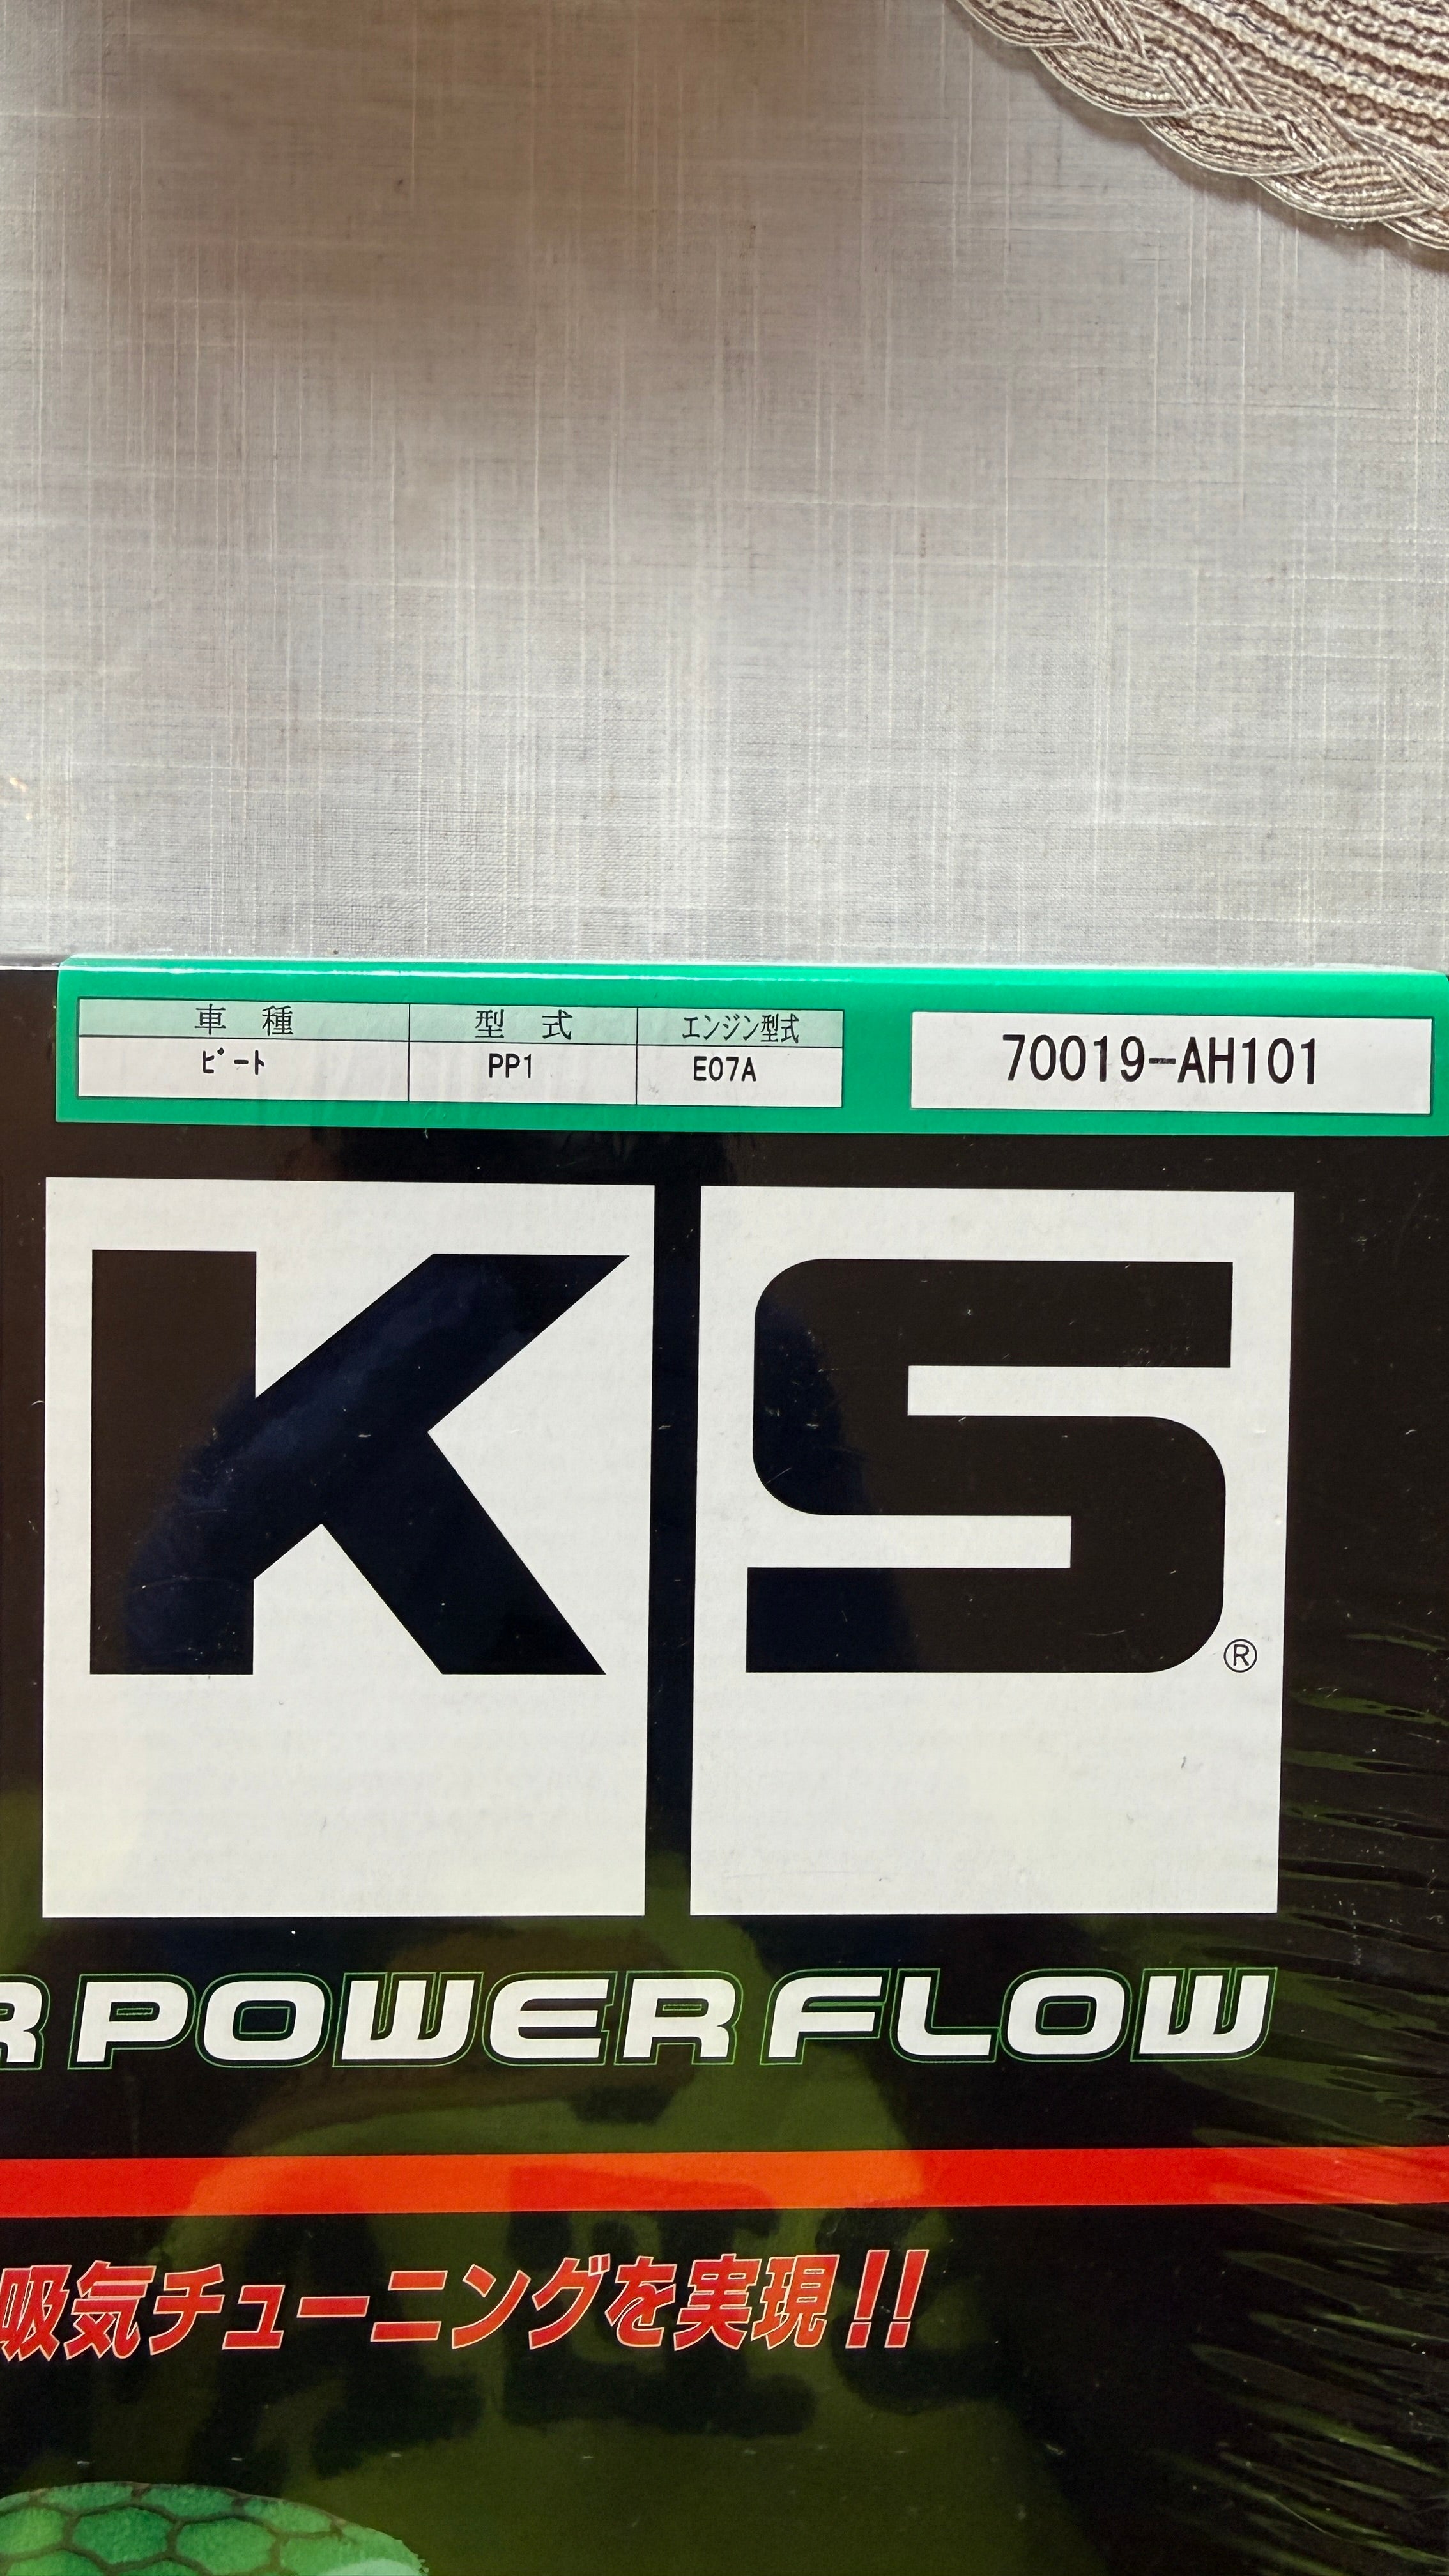 車 種 型 式 エンジン型式
ビート PP1 E07A 70019-AH101
KS®
R POWER FLOW
吸気チューニングを実現!!